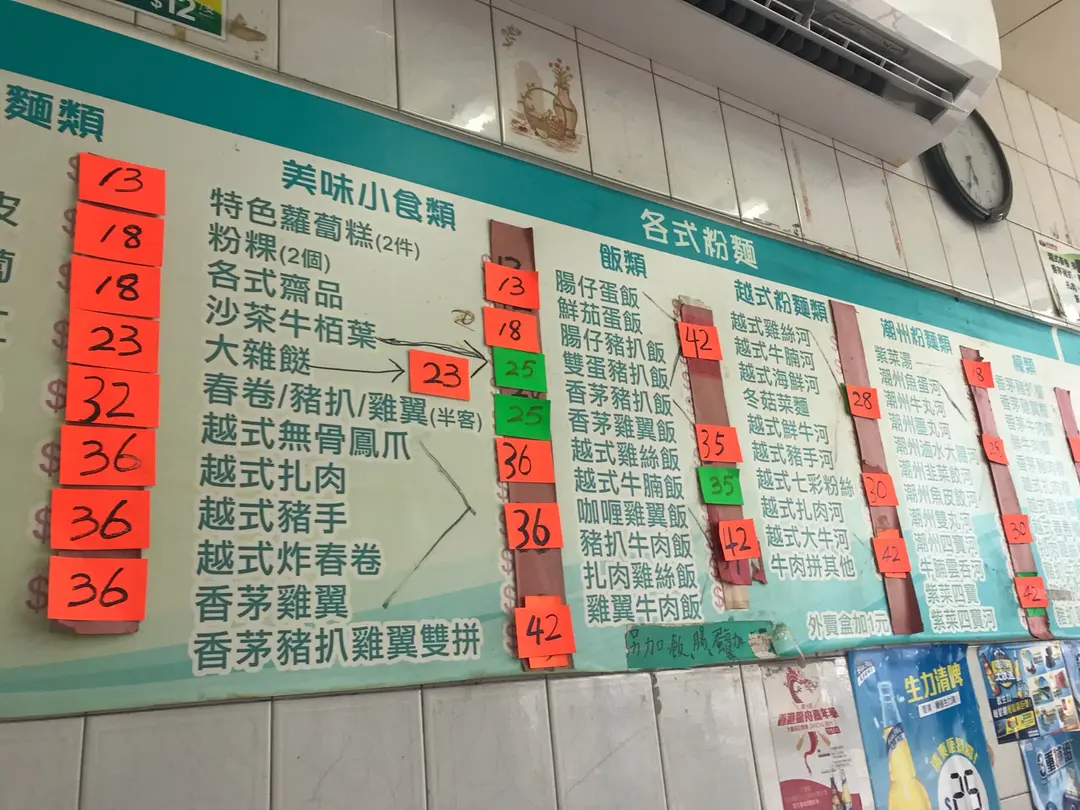 $12
麵類
13
18
18
23
32
36
36
36
美味小食類
特色蘿蔔糕(2件)
粉粿(2個)
各式齋品
沙茶牛栢葉
大雜餸
春卷/豬扒/雞翼(半客)
越式無骨鳳爪
越式扎肉
越式豬手
越式炸春卷
香茅雞翼
香茅豬扒雞翼雙拼
13
18
25
23
25
36
36
42
各式粉麵
飯類
腸仔蛋飯
鮮茄蛋飯
腸仔豬扒飯
雙蛋豬扒飯
香茅豬扒飯
香茅雞翼飯
越式雞絲飯
越式牛腩飯
咖喱雞翼飯
豬扒牛肉飯
扎肉雞絲飯
雞翼牛肉飯
42
35
35
42
另加飯
越式粉麵類
越式雞絲河
越式牛腩河
越式海鮮河
冬菇菜麵
越式鮮牛河
越式豬手河
越式七彩粉絲
越式扎肉河
越式大牛河
牛肉拼其他
外賣盒加1元
28
30
42
潮州粉麵類
紫菜湯
潮州魚蛋河
潮州牛丸河
潮州墨丸河
潮州滷水大腸河
潮州韭菜餃河
潮州魚皮餃河
潮州雙丸河
潮州四寶河
牛腩雲吞河
紫菜四寶
紫菜四寶河
18
25
30
42
生力清啤
25